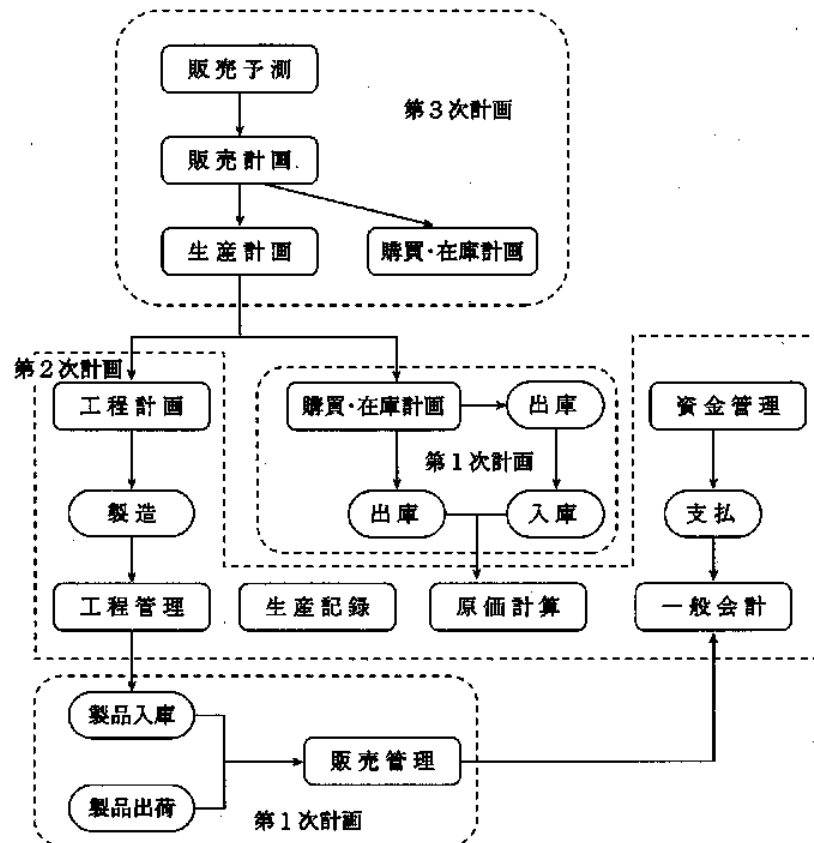 販売予測
第3次計画
販売計画
生産計画
購買・在庫計画
第2次計画
工程計画
購買・在庫計画
出庫
資金管理
第1次計画
製造
出庫
入庫
支払
工程管理
生産記録
原価計算
一般会計
製品入庫
販売管理
製品出荷
第1次計画